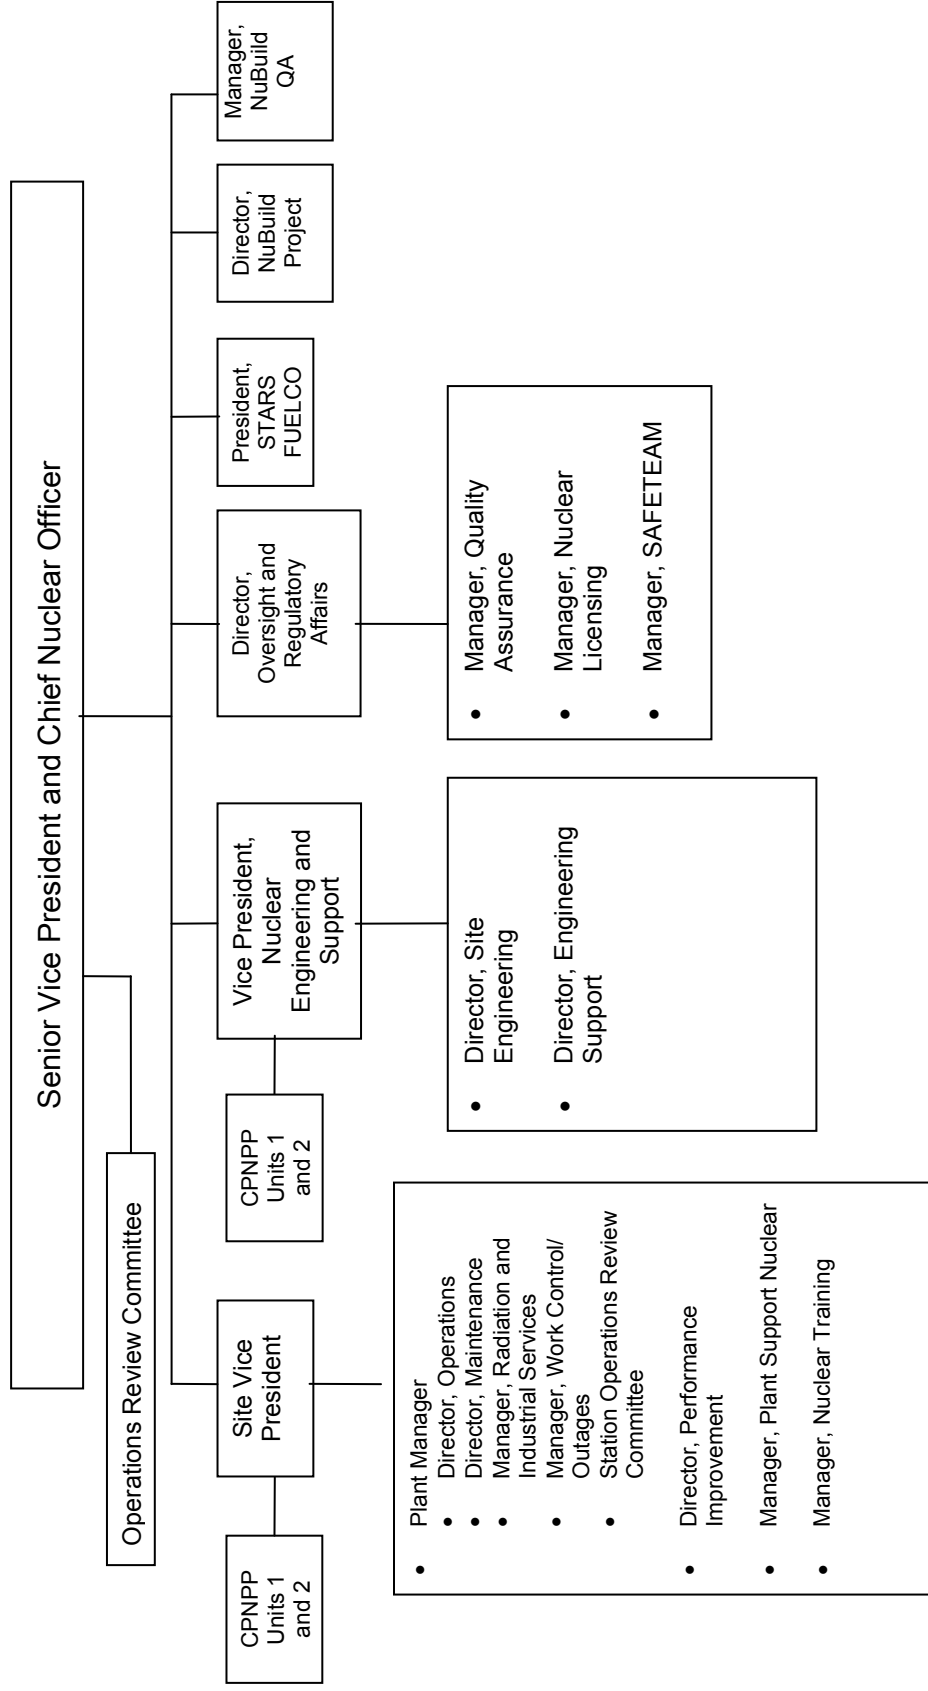 Senior Vice President and Chief Nuclear Officer
Operations Review Committee
CPNPP
Units 1
and 2
Site Vice
President
CPNPP
Units 1
and 2
Vice President,
Nuclear
Engineering and
Support
Director,
Oversight and
Regulatory
Affairs
President,
STARS
FUELCO
Director,
NuBuild
Project
Manager,
NuBuild
QA
• Plant Manager
• Director, Operations
• Director, Maintenance
• Manager, Radiation and
Industrial Services
• Manager, Work Control/
Outages
• Station Operations Review
Committee
• Director, Performance
Improvement
• Manager, Plant Support Nuclear
• Manager, Nuclear Training
• Director, Site
Engineering
• Director, Engineering
Support
• Manager, Quality
Assurance
• Manager, Nuclear
Licensing
• Manager, SAFETEAM